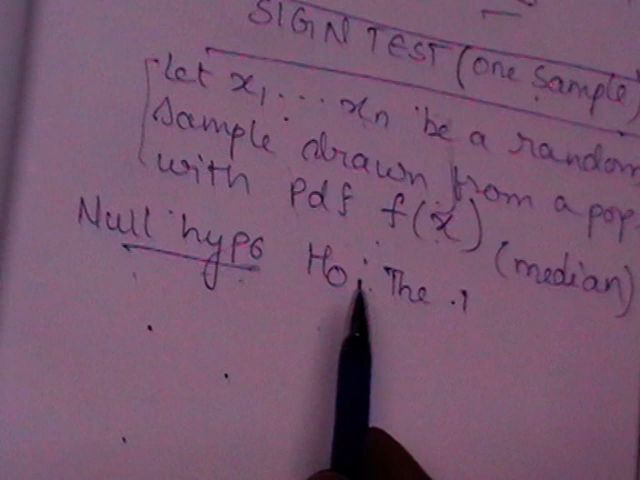 SIGN TEST (one sample)
Let x1 ... xn be a random
sample drawn from a pop
with pdf f(x) (median)
Null hypo H0: The